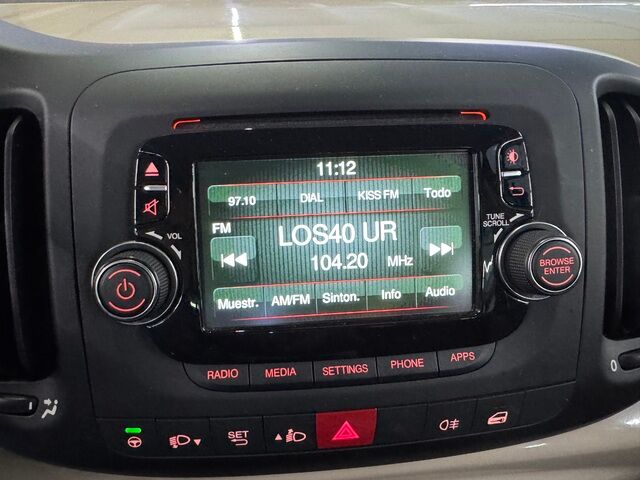 11:12
97.10 DIAL KISS FM Todo
FM
LOS40 UR
104.20 MHz
Muestr. AM/FM Sinton. Info Audio
VOL
TUNE
SCROLL
BROWSE
ENTER
RADIO MEDIA SETTINGS PHONE APPS
SET
0